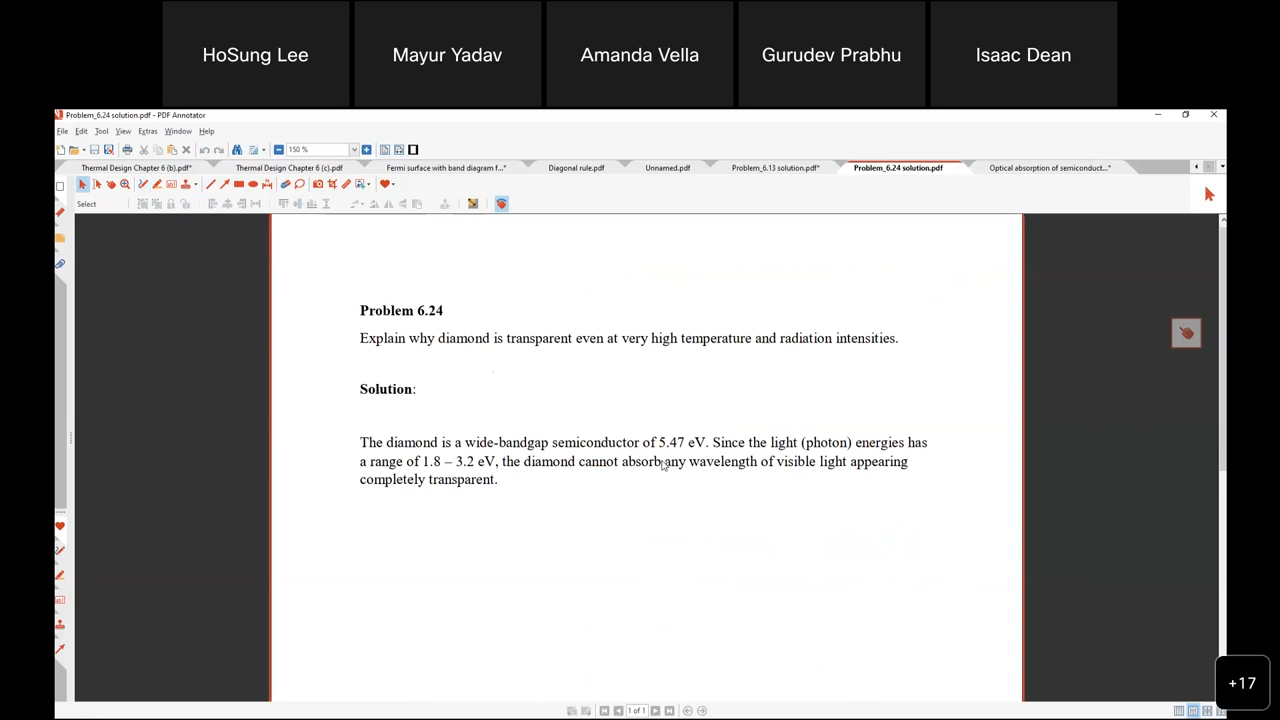 HoSung Lee
Mayur Yadav
Amanda Vella
Gurudev Prabhu
Isaac Dean
Problem_6.24 solution.pdf - PDF Annotator
File Edit Tool View Extras Window Help
150 %
Thermal Design Chapter 6 (b).pdf*
Thermal Design Chapter 6 (c).pdf
Fermi surface with band diagram f...*
Diagonal rule.pdf
Unnamed.pdf
Problem_6.13 solution.pdf*
Problem_6.24 solution.pdf
Optical absorption of semiconduct...*
Select
Problem 6.24
Explain why diamond is transparent even at very high temperature and radiation intensities.
Solution:
The diamond is a wide-bandgap semiconductor of 5.47 eV. Since the light (photon) energies has
a range of 1.8 – 3.2 eV, the diamond cannot absorb any wavelength of visible light appearing
completely transparent.
1 of 1
+17